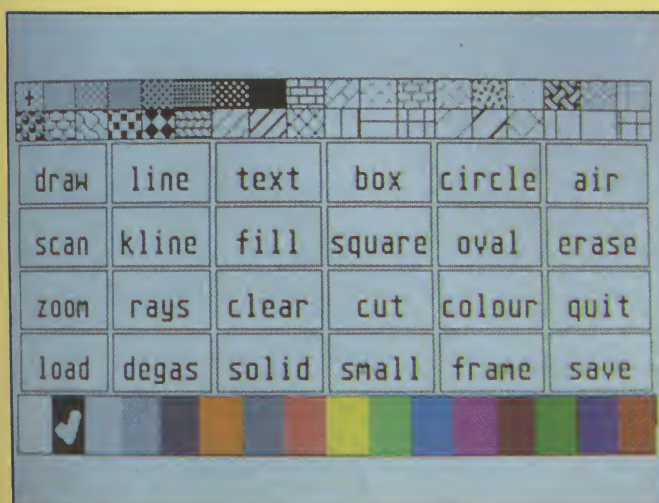 draw line text box circle air
scan kline fill square oval erase
zoom rays clear cut colour quit
load degas solid small frame save